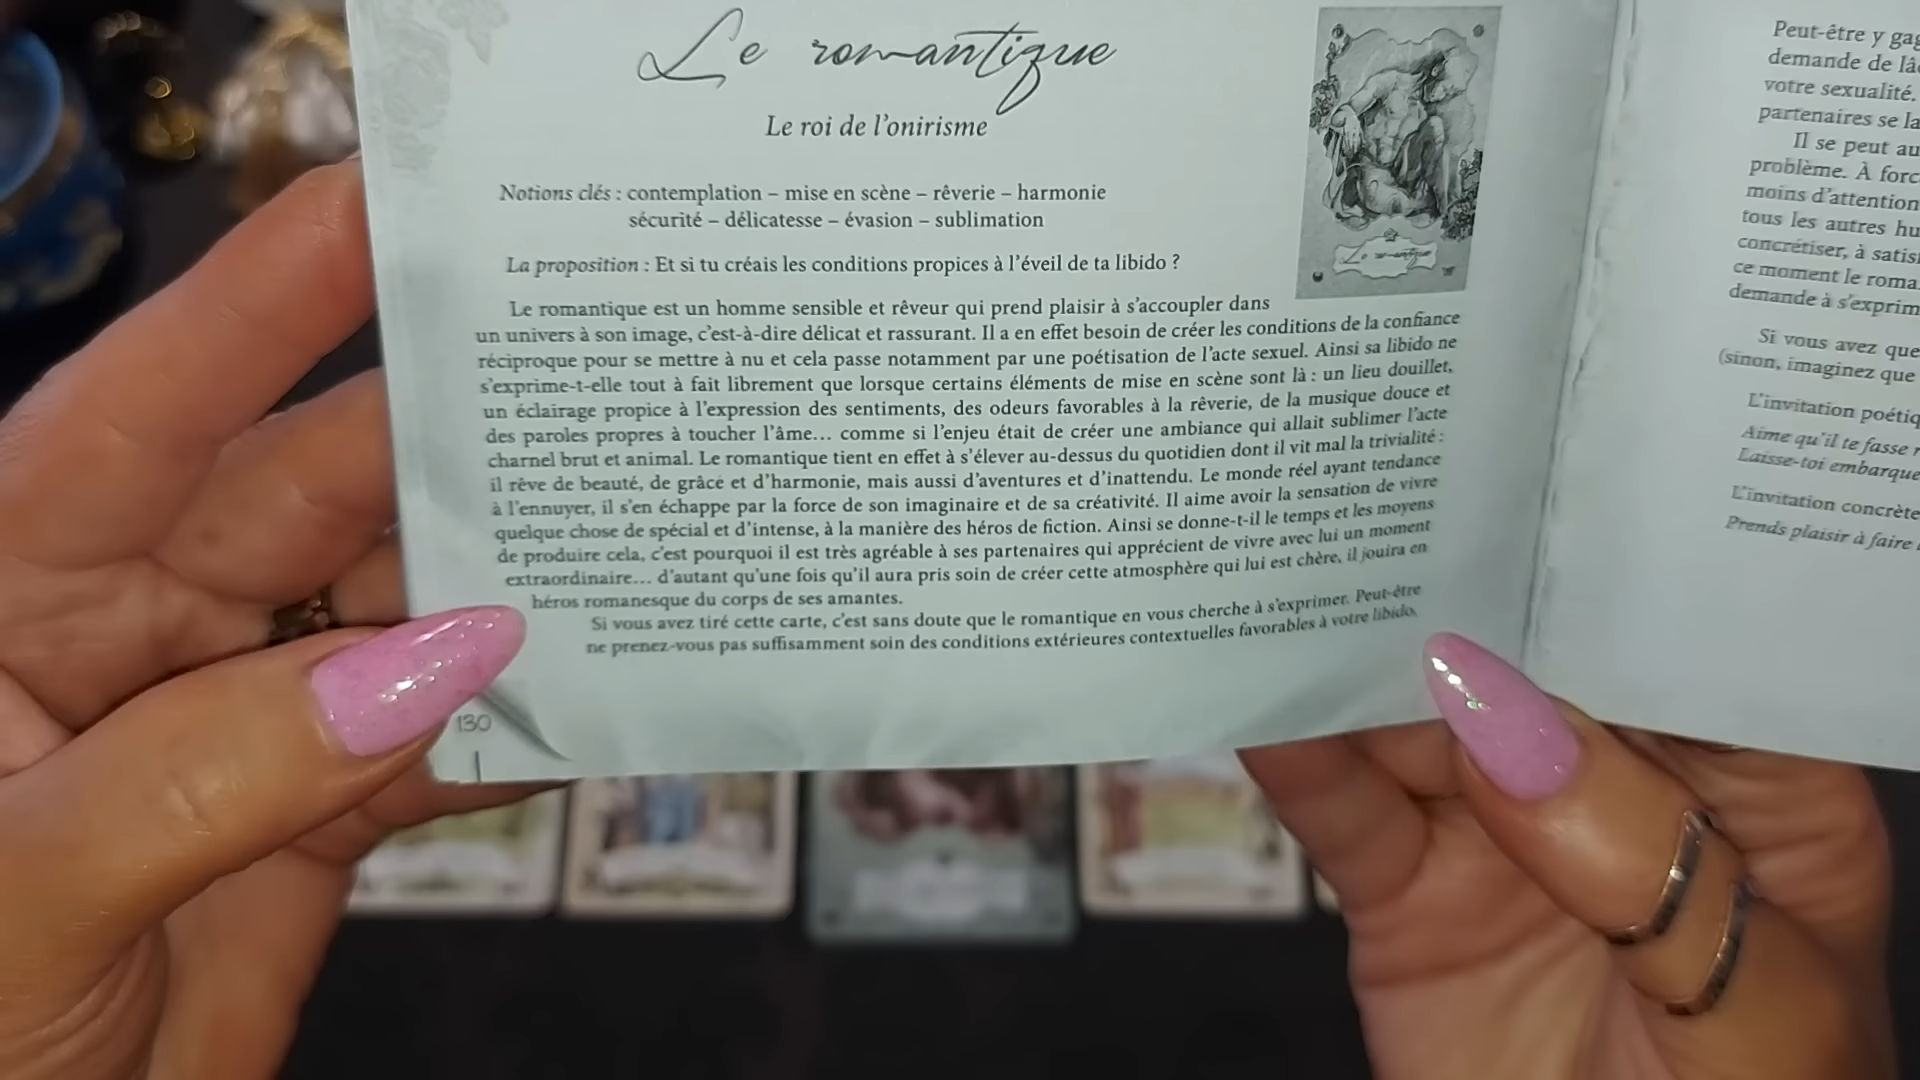 Le romantique
Le roi de l'onirisme
Notions clés : contemplation – mise en scène – rêverie – harmonie
sécurité – délicatesse – évasion – sublimation
La proposition : Et si tu créais les conditions propices à l'éveil de ta libido ?
Le romantique est un homme sensible et rêveur qui prend plaisir à s'accoupler dans
un univers à son image, c'est-à-dire délicat et rassurant. Il a en effet besoin de créer les conditions de la confiance
réciproque pour se mettre à nu et cela passe notamment par une poétisation de l'acte sexuel. Ainsi sa libido ne
s'exprime-t-elle tout à fait librement que lorsque certains éléments de mise en scène sont là : un lieu douillet,
un éclairage propice à l'expression des sentiments, des odeurs favorables à la rêverie, de la musique douce et
des paroles propres à toucher l'âme... comme si l'enjeu était de créer une ambiance qui allait sublimer l'acte
charnel brut et animal. Le romantique tient en effet à s'élever au-dessus du quotidien dont il vit mal la trivialité :
il rêve de beauté, de grâce et d'harmonie, mais aussi d'aventures et d'inattendu. Le monde réel ayant tendance
à l'ennuyer, il s'en échappe par la force de son imaginaire et de sa créativité. Il aime avoir la sensation de vivre
quelque chose de spécial et d'intense, à la manière des héros de fiction. Ainsi se donne-t-il le temps et les moyens
de produire cela, c'est pourquoi il est très agréable à ses partenaires qui apprécient de vivre avec lui un moment
extraordinaire... d'autant qu'une fois qu'il aura pris soin de créer cette atmosphère qui lui est chère, il jouira en
héros romanesque du corps de ses amantes.
Si vous avez tiré cette carte, c'est sans doute que le romantique en vous cherche à s'exprimer. Peut-être
ne prenez-vous pas suffisamment soin des conditions extérieures contextuelles favorables à votre libido.
130
Le romantique
Peut-être y gag
demande de lâ
votre sexualité.
partenaires se la
Il se peut au
problème. À forc
moins d'attention
tous les autres hu
concrétiser, à satis
ce moment le roma
demande à s'exprim
Si vous avez que
(sinon, imaginez que
L'invitation poétiq
Aime qu'il te fasse r
Laisse-toi embarque
L'invitation concrète
Prends plaisir à faire